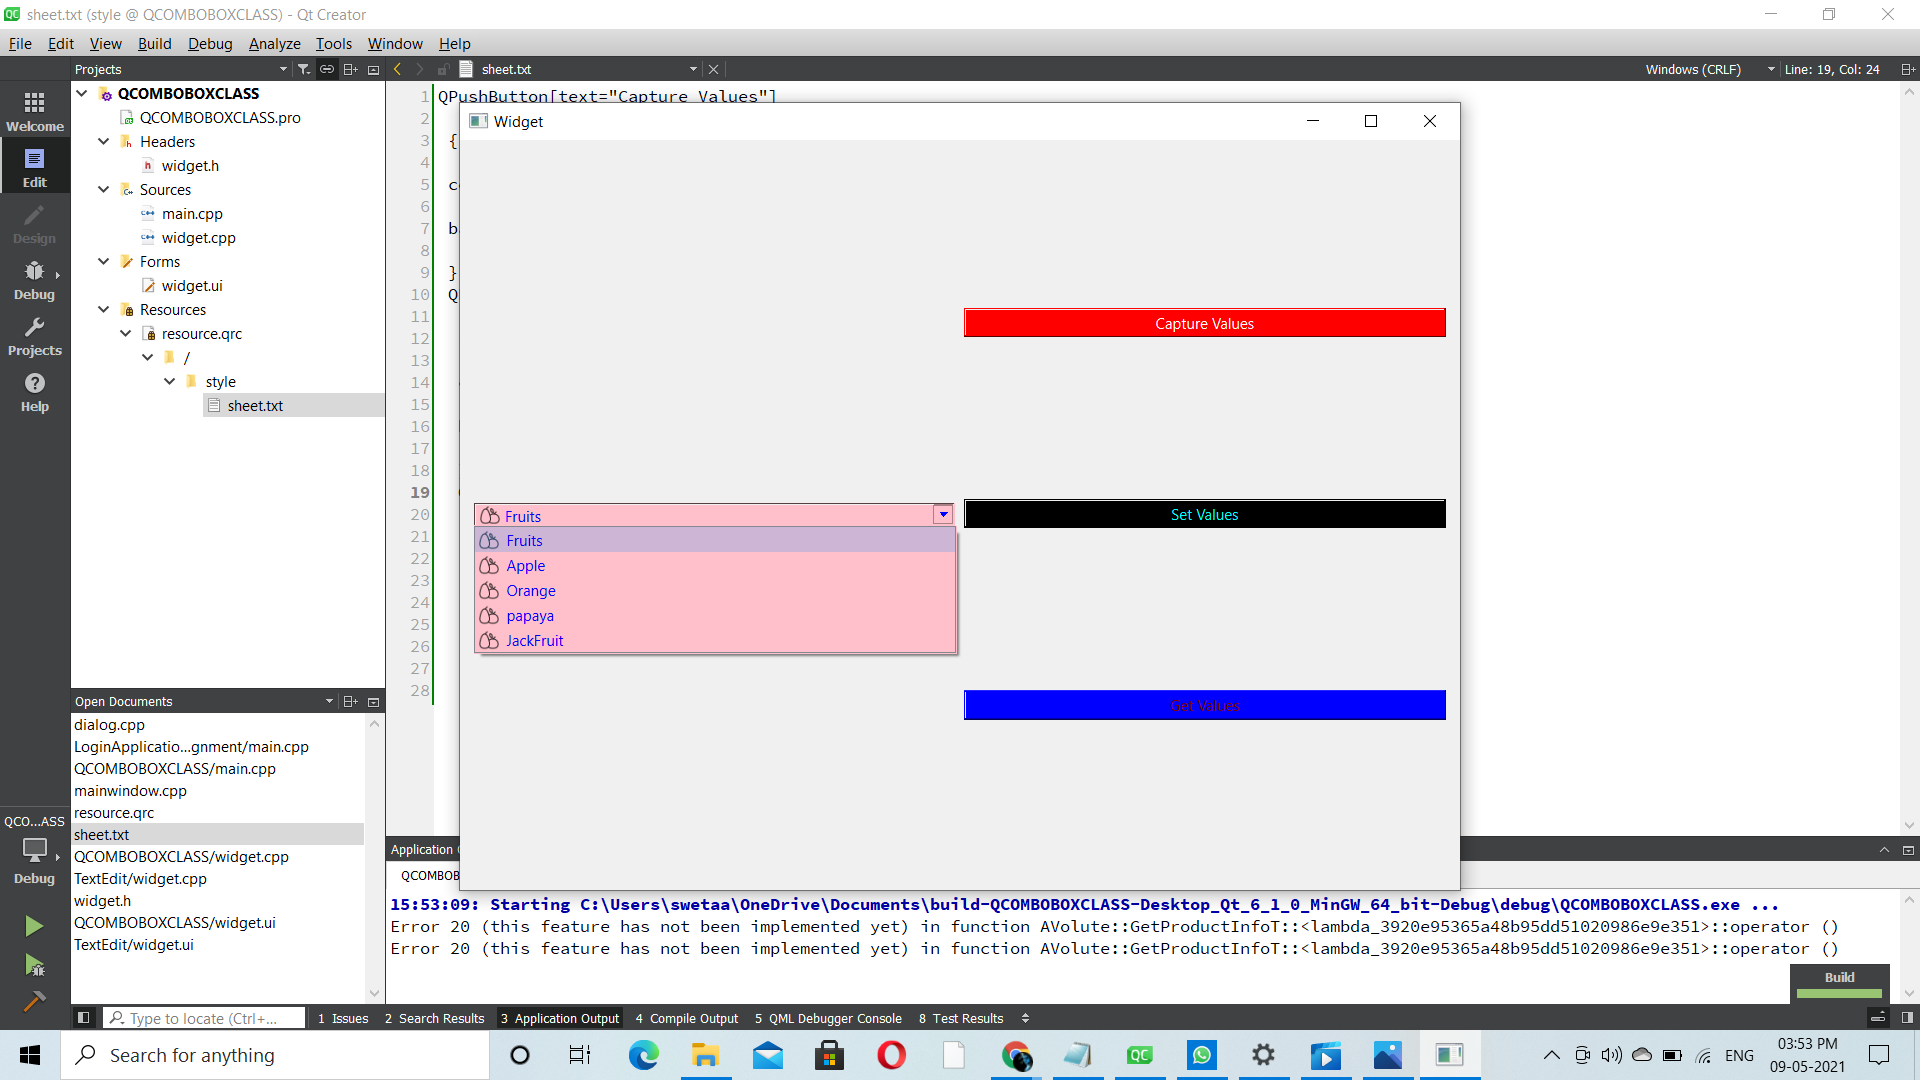 sheet.txt (style @ QCOMBOBOXCLASS) - Qt Creator
File Edit View Build Debug Analyze Tools Window Help
Projects
sheet.txt
Windows (CRLF)
Line: 19, Col: 24
Welcome
Edit
Design
Debug
Projects
Help
QCOMBOBOXCLASS
QCOMBOBOXCLASS.pro
Headers
widget.h
Sources
main.cpp
widget.cpp
Forms
widget.ui
Resources
resource.qrc
/
style
sheet.txt
1 QPushButton[text="Capture Values"]
2
3 {
4
5
6
7
8
9 }
10 Q
11
12
13
14
15
16
17
18
19
20
21
22
23
24
25
26
27
28
Widget
Capture Values
Fruits
Set Values
Fruits
Apple
Orange
papaya
JackFruit
Get Values
Open Documents
dialog.cpp
LoginApplicatio...gnment/main.cpp
QCOMBOBOXCLASS/main.cpp
mainwindow.cpp
resource.qrc
sheet.txt
QCOMBOBOXCLASS/widget.cpp
TextEdit/widget.cpp
widget.h
QCOMBOBOXCLASS/widget.ui
TextEdit/widget.ui
QCO...ASS
Debug
Application
QCOMBOB
15:53:09: Starting C:\Users\swetaa\OneDrive\Documents\build-QCOMBOBOXCLASS-Desktop_Qt_6_1_0_MinGW_64_bit-Debug\debug\QCOMBOBOXCLASS.exe ...
Error 20 (this feature has not been implemented yet) in function AVolute::GetProductInfoT::<lambda_3920e95365a48b95dd51020986e9e351>::operator ()
Error 20 (this feature has not been implemented yet) in function AVolute::GetProductInfoT::<lambda_3920e95365a48b95dd51020986e9e351>::operator ()
Build
Type to locate (Ctrl+...
1 Issues 2 Search Results 3 Application Output 4 Compile Output 5 QML Debugger Console 8 Test Results
Search for anything
ENG
03:53 PM
09-05-2021